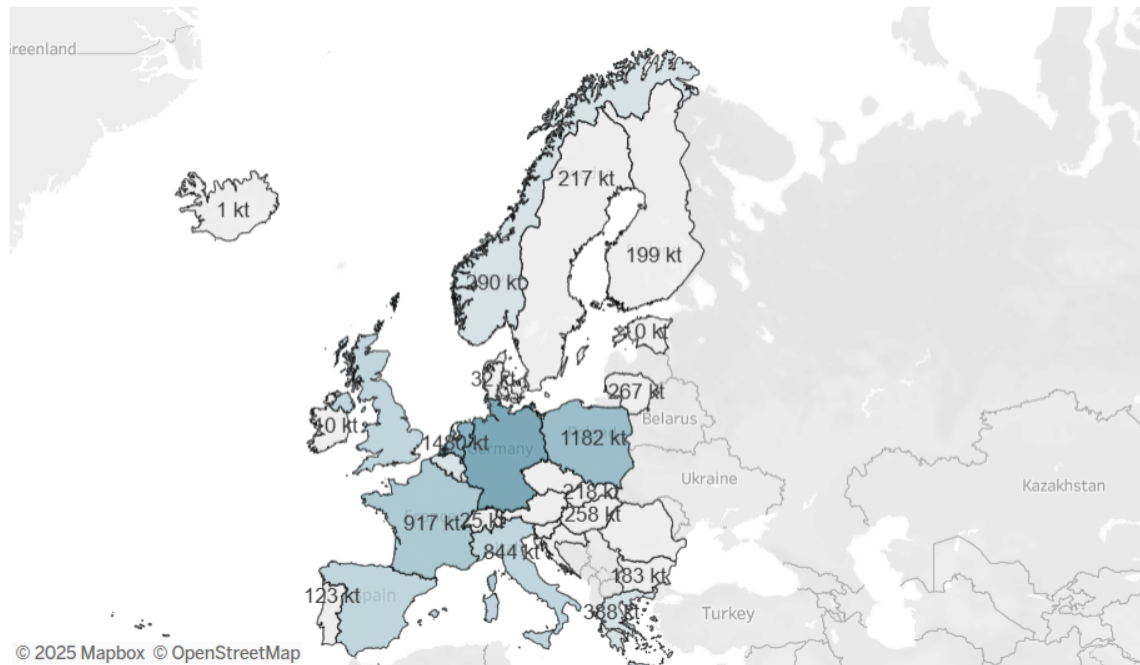 Greenland
1 kt
217 kt
199 kt
290 kt
10 kt
32 kt
267 kt
Belarus
10 kt
1480 kt
Germany
1182 kt
Ukraine
Kazakhstan
218 kt
258 kt
917 kt
25 kt
844 kt
183 kt
123 kt
Spain
388 kt
Turkey
© 2025 Mapbox © OpenStreetMap